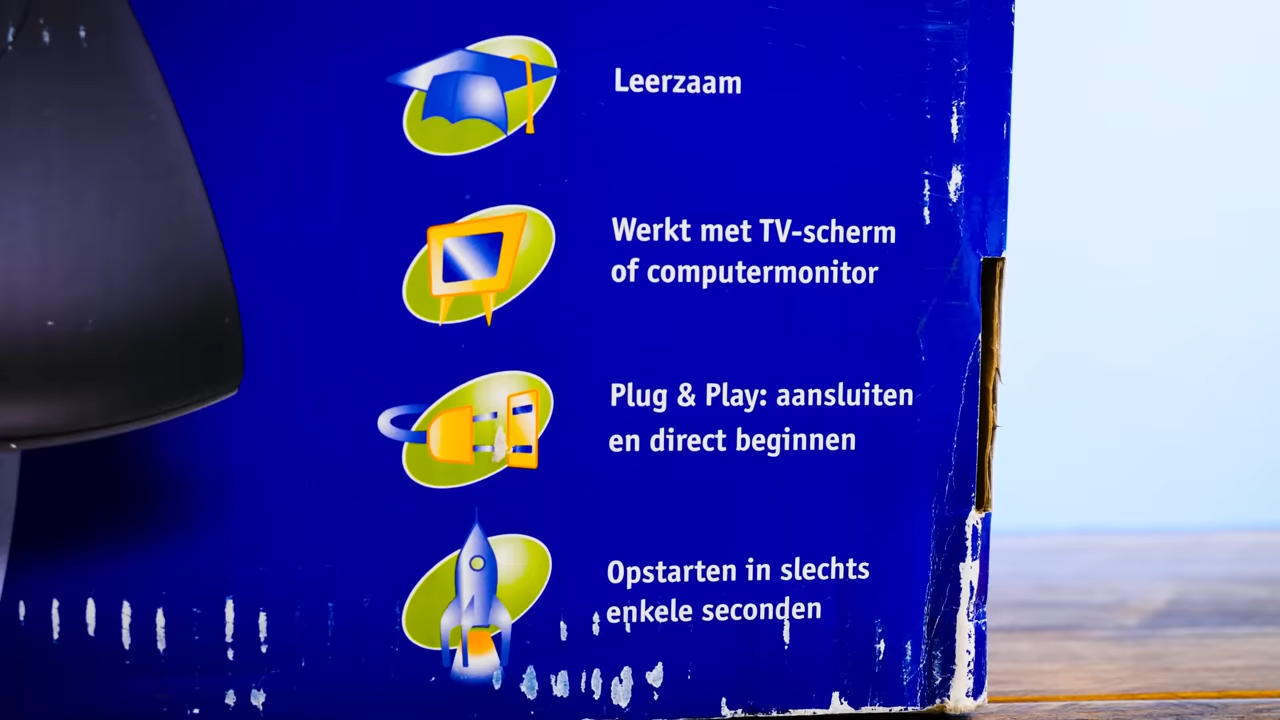 Leerzaam
Werkt met TV-scherm
of computermonitor
Plug & Play: aansluiten
en direct beginnen
Opstarten in slechts
enkele seconden